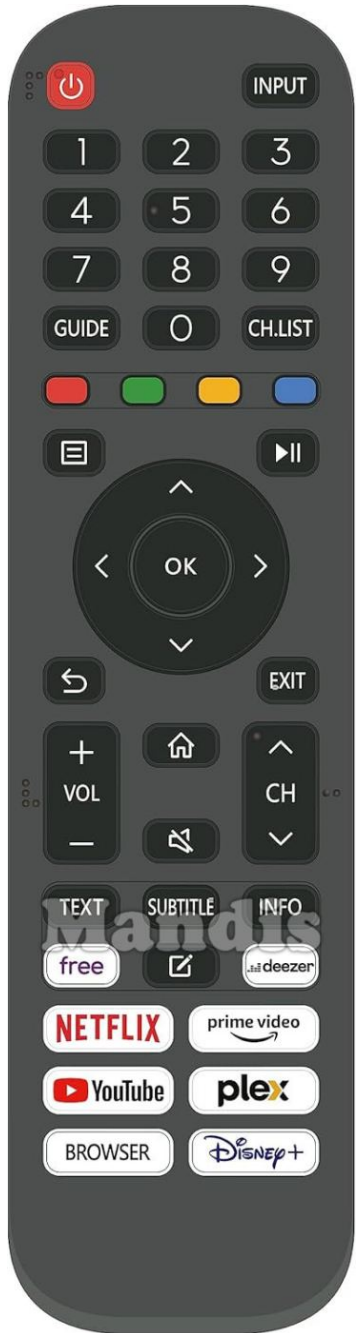 INPUT
1 2 3
4 5 6
7 8 9
GUIDE 0 CH.LIST
OK
EXIT
+
VOL CH
−
TEXT SUBTITLE INFO
Mandis
free deezer
NETFLIX prime video
YouTube plex
BROWSER Disney+